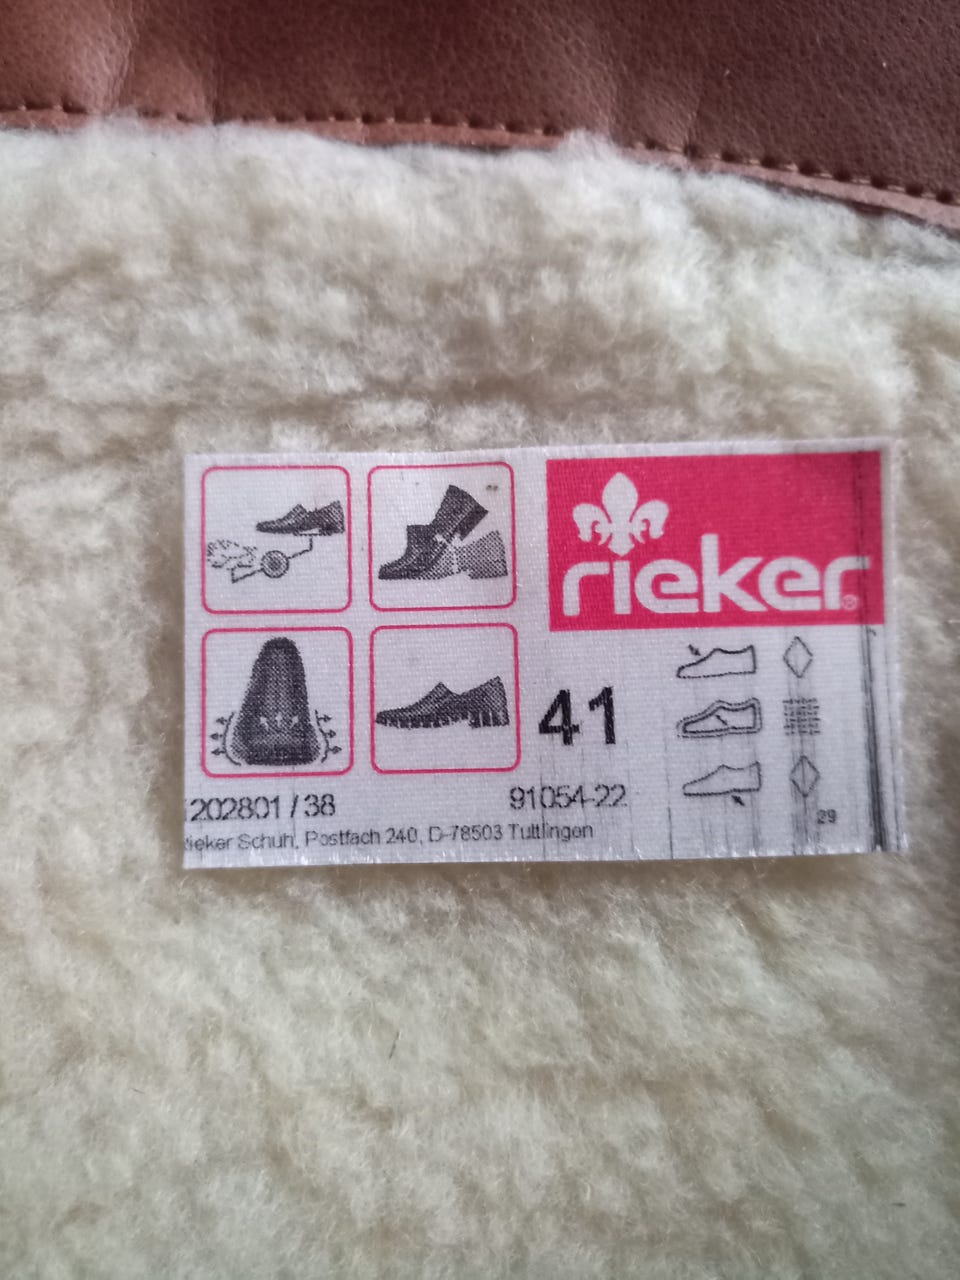 rieker®
41
202801 / 38 91054-22
rieker Schuh, Postfach 240, D-78503 Tuttlingen
29